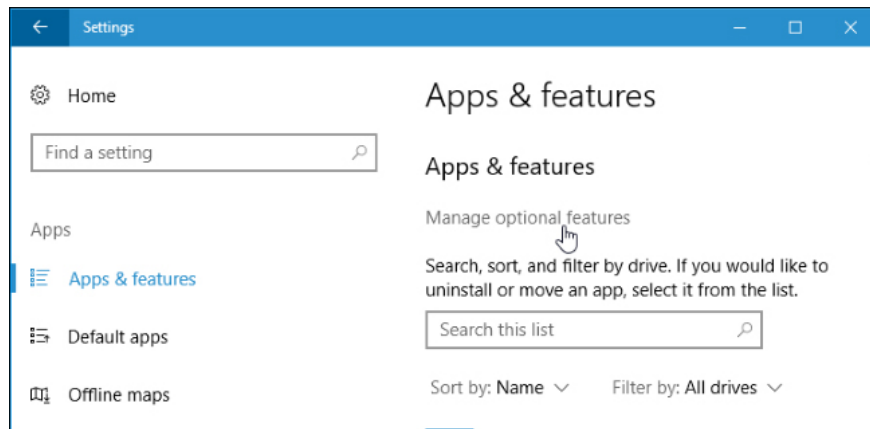 Settings
Home
Find a setting
Apps
Apps & features
Default apps
Offline maps
Apps & features
Apps & features
Manage optional features
Search, sort, and filter by drive. If you would like to
uninstall or move an app, select it from the list.
Search this list
Sort by: Name Filter by: All drives